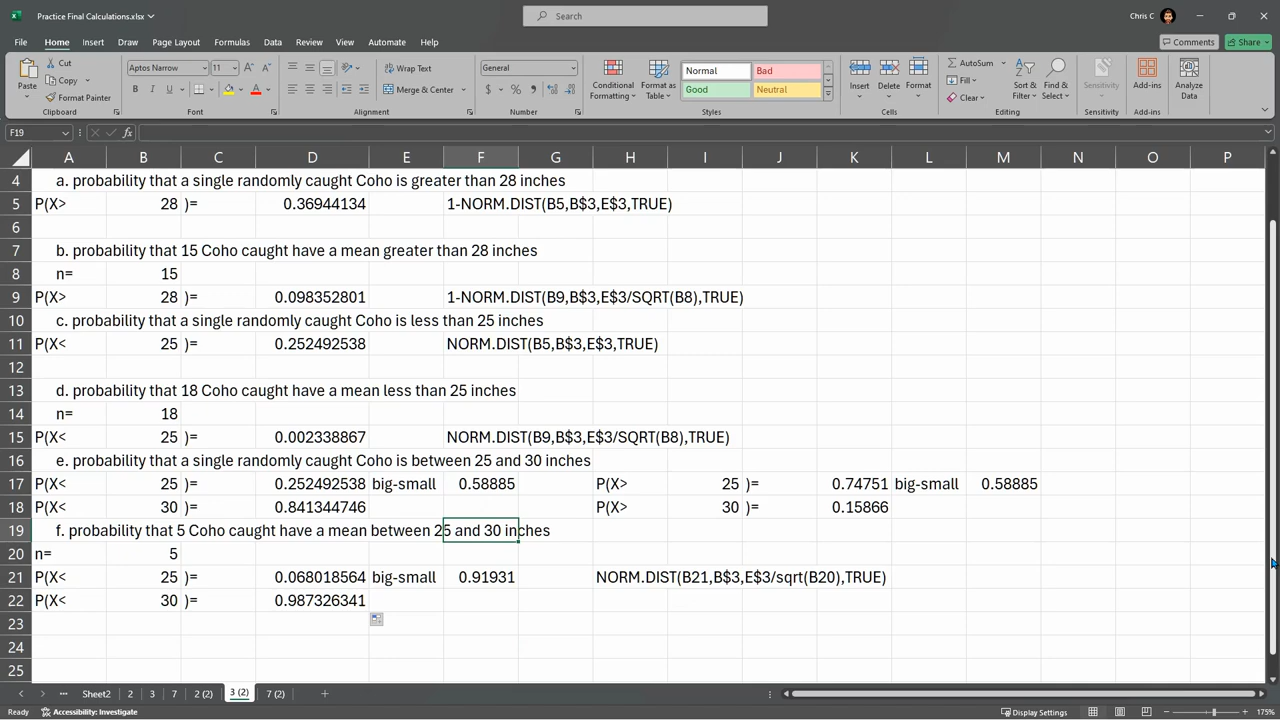 Practice Final Calculations.xlsx
Search
Chris C
File Home Insert Draw Page Layout Formulas Data Review View Automate Help
Comments Share
Paste Cut Copy Format Painter Clipboard
Aptos Narrow 11 A A B I U A Font
Wrap Text Merge & Center Alignment
General $ % Number
Conditional Formatting Format as Table Normal Bad Good Neutral Styles
Insert Delete Format Cells
AutoSum Fill Clear Sort & Filter Find & Select Editing
Sensitivity Sensitivity
Add-ins Add-ins
Analyze Data
F19 fx
A B C D E F G H I J K L M N O P
4 a. probability that a single randomly caught Coho is greater than 28 inches
5 P(X> 28 )= 0.36944134 1-NORM.DIST(B5,B$3,E$3,TRUE)
6
7 b. probability that 15 Coho caught have a mean greater than 28 inches
8 n= 15
9 P(X> 28 )= 0.098352801 1-NORM.DIST(B9,B$3,E$3/SQRT(B8),TRUE)
10 c. probability that a single randomly caught Coho is less than 25 inches
11 P(X< 25 )= 0.252492538 NORM.DIST(B5,B$3,E$3,TRUE)
12
13 d. probability that 18 Coho caught have a mean less than 25 inches
14 n= 18
15 P(X< 25 )= 0.002338867 NORM.DIST(B9,B$3,E$3/SQRT(B8),TRUE)
16 e. probability that a single randomly caught Coho is between 25 and 30 inches
17 P(X< 25 )= 0.252492538 big-small 0.58885 P(X> 25 )= 0.74751 big-small 0.58885
18 P(X< 30 )= 0.841344746 P(X> 30 )= 0.15866
19 f. probability that 5 Coho caught have a mean between 25 and 30 inches
20 n= 5
21 P(X< 25 )= 0.068018564 big-small 0.91931 NORM.DIST(B21,B$3,E$3/sqrt(B20),TRUE)
22 P(X< 30 )= 0.987326341
23
24
25
... Sheet2 2 3 7 2 (2) 3 (2) 7 (2) +
Ready Accessibility: Investigate Display Settings 175%